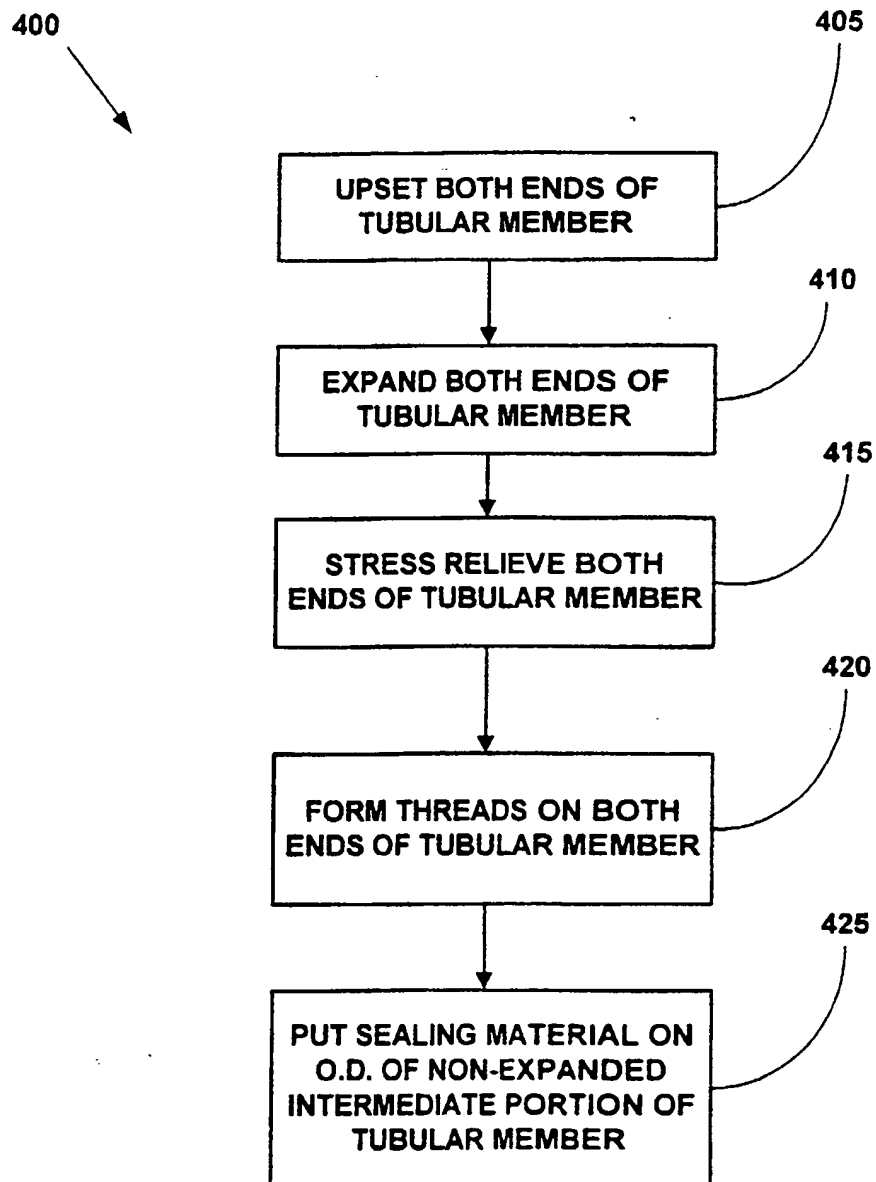 400
405
UPSET BOTH ENDS OF
TUBULAR MEMBER
410
EXPAND BOTH ENDS OF
TUBULAR MEMBER
415
STRESS RELIEVE BOTH
ENDS OF TUBULAR MEMBER
420
FORM THREADS ON BOTH
ENDS OF TUBULAR MEMBER
425
PUT SEALING MATERIAL ON
O.D. OF NON-EXPANDED
INTERMEDIATE PORTION OF
TUBULAR MEMBER